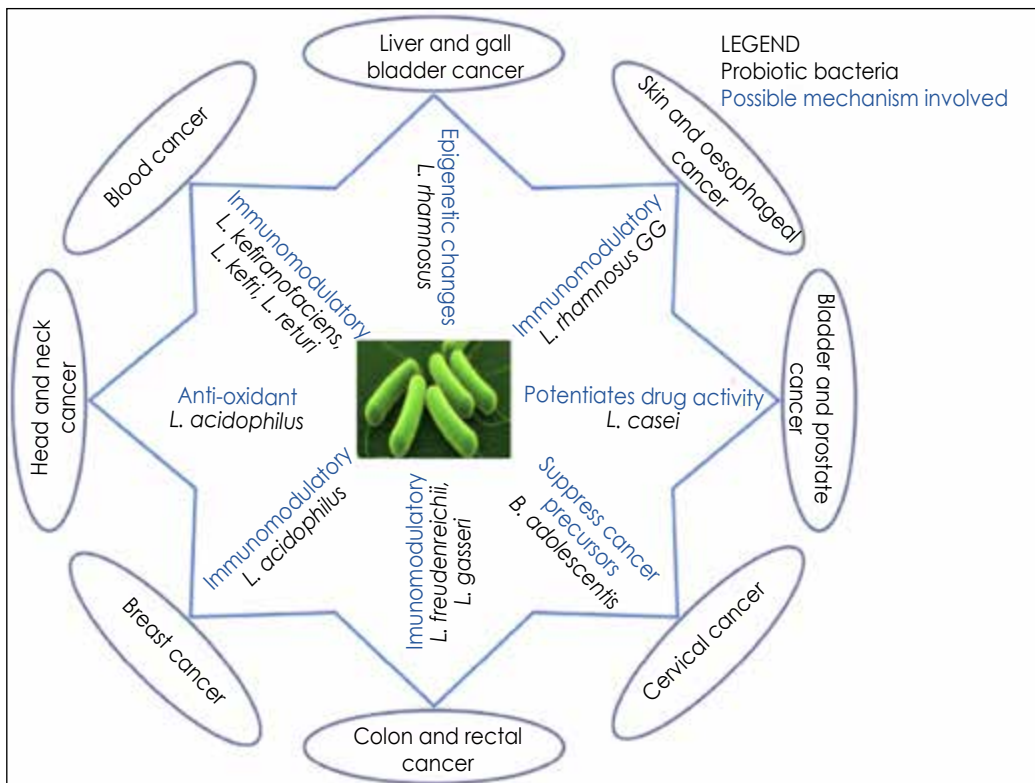 Liver and gall
bladder cancer
LEGEND
Probiotic bacteria
Possible mechanism involved
Skin and oesophageal
cancer
Blood cancer
Epigenetic changes
L. rhamnosus
Immunomodulatory
L. kefiranofaciens,
L. kefri, L. returi
Immunomodulatory
L. rhamnosus GG
Head and neck
cancer
Anti-oxidant
L. acidophilus
Potentiates drug activity
L. casei
Bladder and prostate
cancer
Immunomodulatory
L. acidophilus
Imunomodulatory
L. freudenreichii,
L. gasseri
Suppress cancer
precursors
B. adolescentis
Breast cancer
Cervical cancer
Colon and rectal
cancer